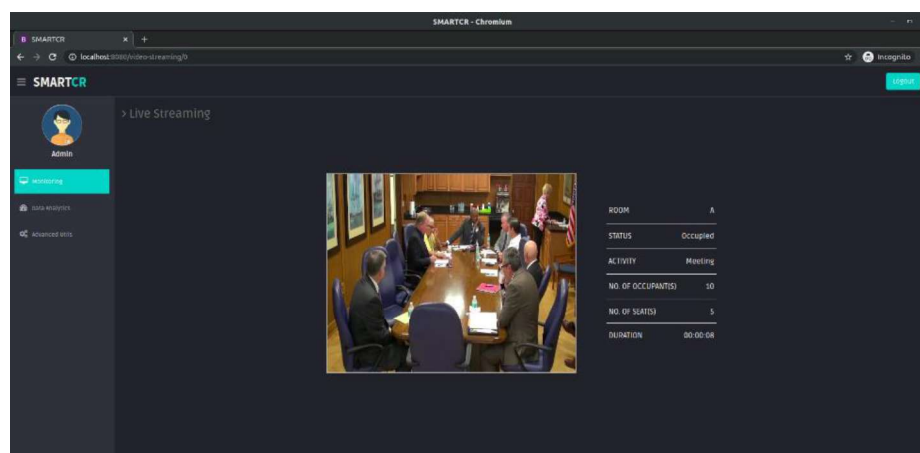 SMARTCR - Chromium
SMARTCR × +
localhost:8080/video-streaming/0
Incognito
SMARTCR
Logout
> Live Streaming
Admin
Monitoring
Data Analytics
ROOM A
STATUS Occupied
Advanced
ACTIVITY Meeting
NO. OF OCCUPANT(S) 10
NO. OF SEAT(S) 5
DURATION 00:00:08